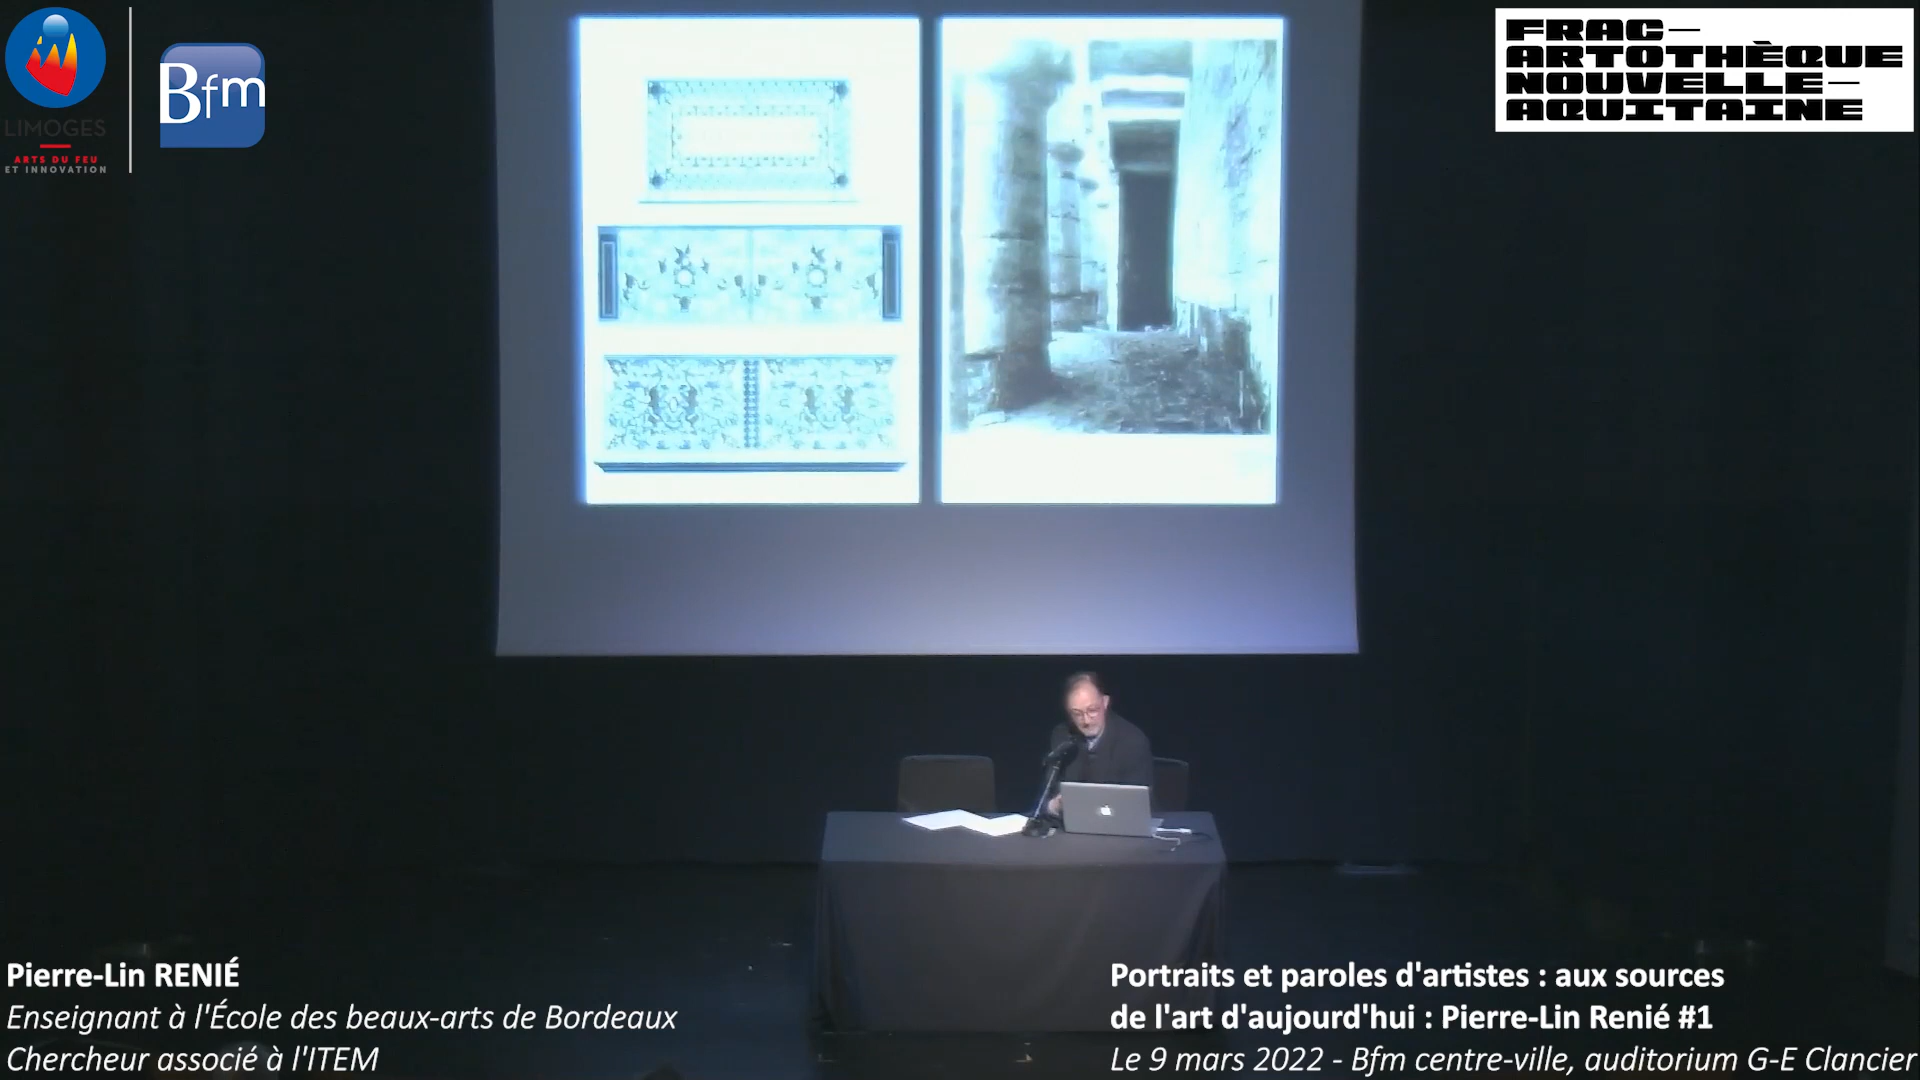 LIMOGES
ARTS DU FEU
ET INNOVATION
Bfm
FRAC—
ARTOTHÈQUE
NOUVELLE—
AQUITAINE
Pierre-Lin RENIÉ
Enseignant à l'École des beaux-arts de Bordeaux
Chercheur associé à l'ITEM
Portraits et paroles d'artistes : aux sources
de l'art d'aujourd'hui : Pierre-Lin Renié #1
Le 9 mars 2022 - Bfm centre-ville, auditorium G-E Clancier